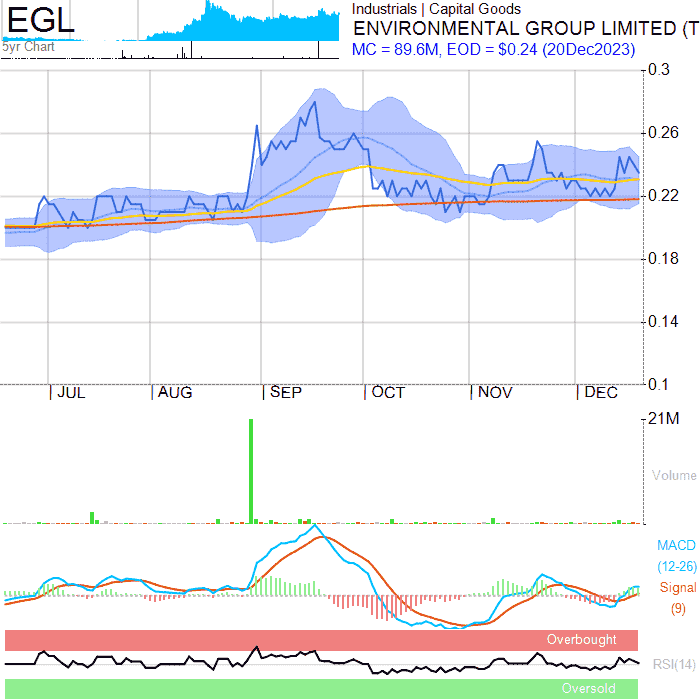 EGL
5yr Chart
Industrials | Capital Goods
ENVIRONMENTAL GROUP LIMITED (T
MC = 89.6M, EOD = $0.24 (20Dec2023)
0.3
0.26
0.22
0.18
0.14
0.1
JUL AUG SEP OCT NOV DEC
21M
Volume
MACD
(12-26)
Signal
(9)
Overbought
RSI(14)
Oversold